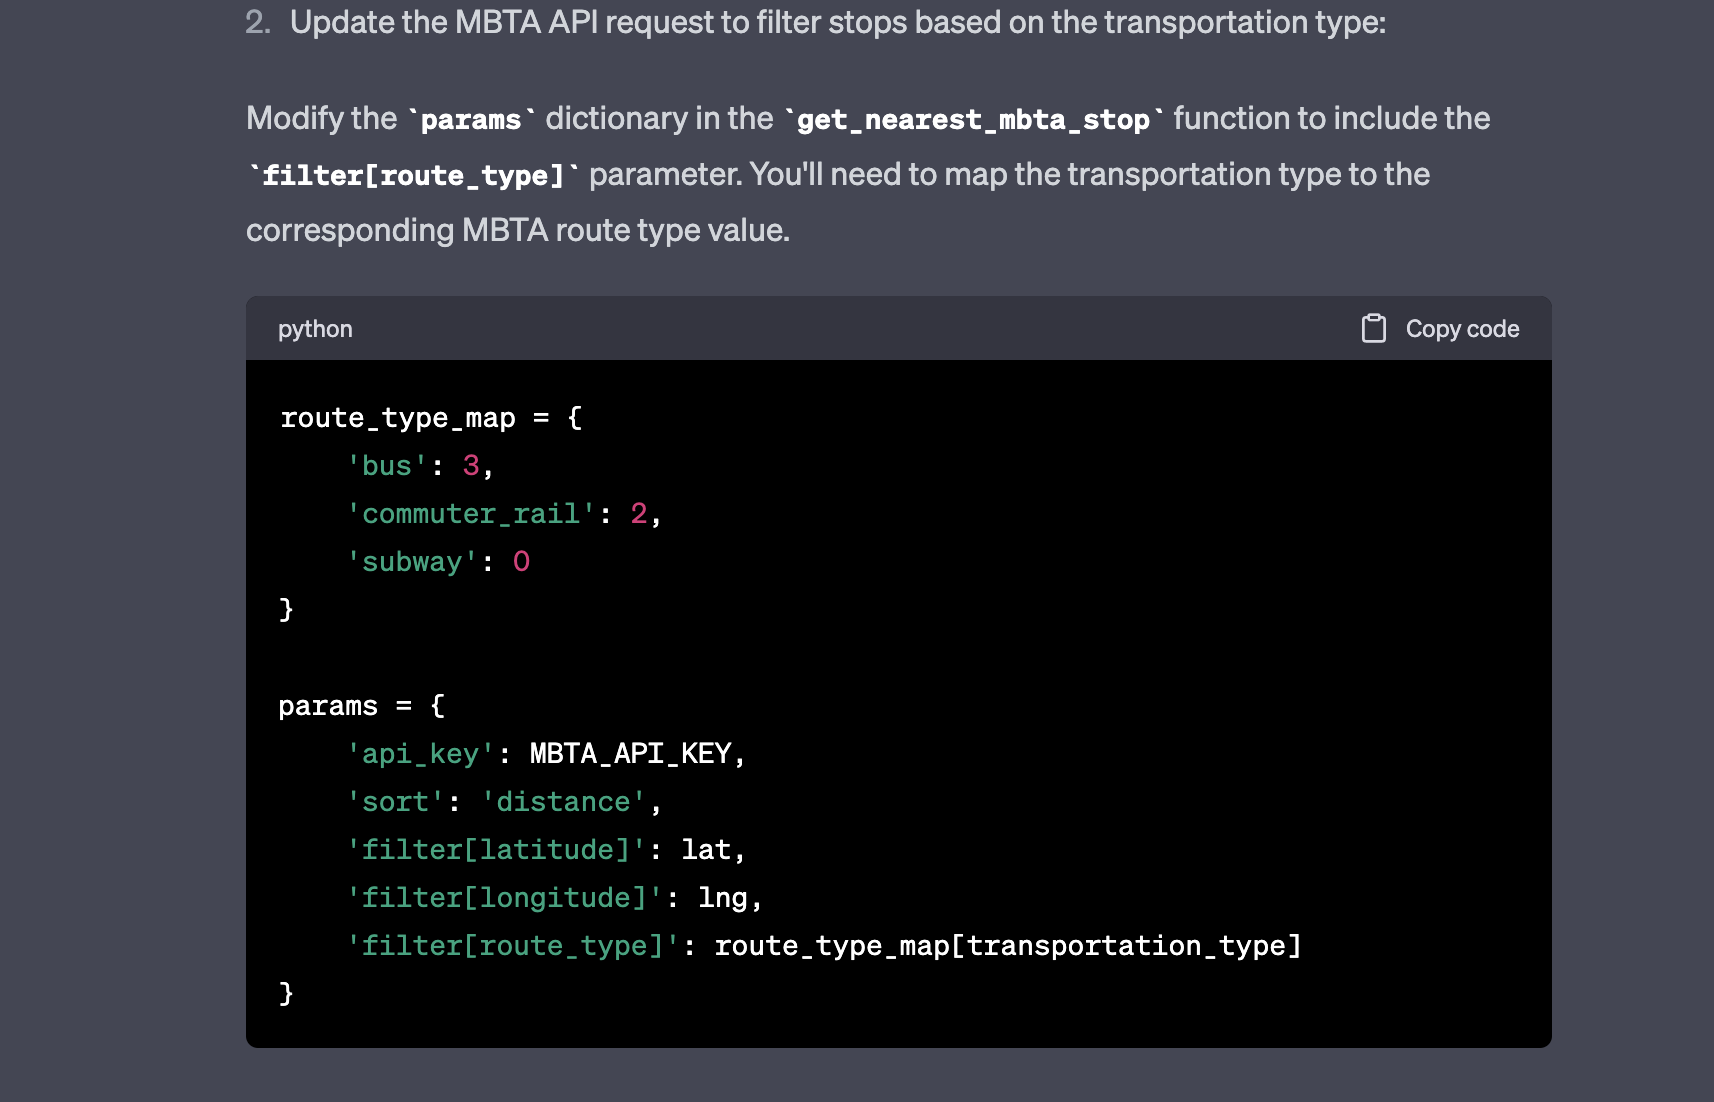 2. Update the MBTA API request to filter stops based on the transportation type:
Modify the `params` dictionary in the `get_nearest_mbta_stop` function to include the
`filter[route_type]` parameter. You'll need to map the transportation type to the
corresponding MBTA route type value.
python Copy code
route_type_map = {
    'bus': 3,
    'commuter_rail': 2,
    'subway': 0
}
params = {
    'api_key': MBTA_API_KEY,
    'sort': 'distance',
    'filter[latitude]': lat,
    'filter[longitude]': lng,
    'filter[route_type]': route_type_map[transportation_type]
}